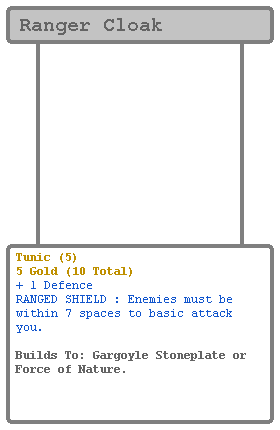 Ranger Cloak
Tunic (5)
5 Gold (10 Total)
+ 1 Defence
RANGED SHIELD : Enemies must be
within 7 spaces to basic attack
you.
Builds To: Gargoyle Stoneplate or
Force of Nature.